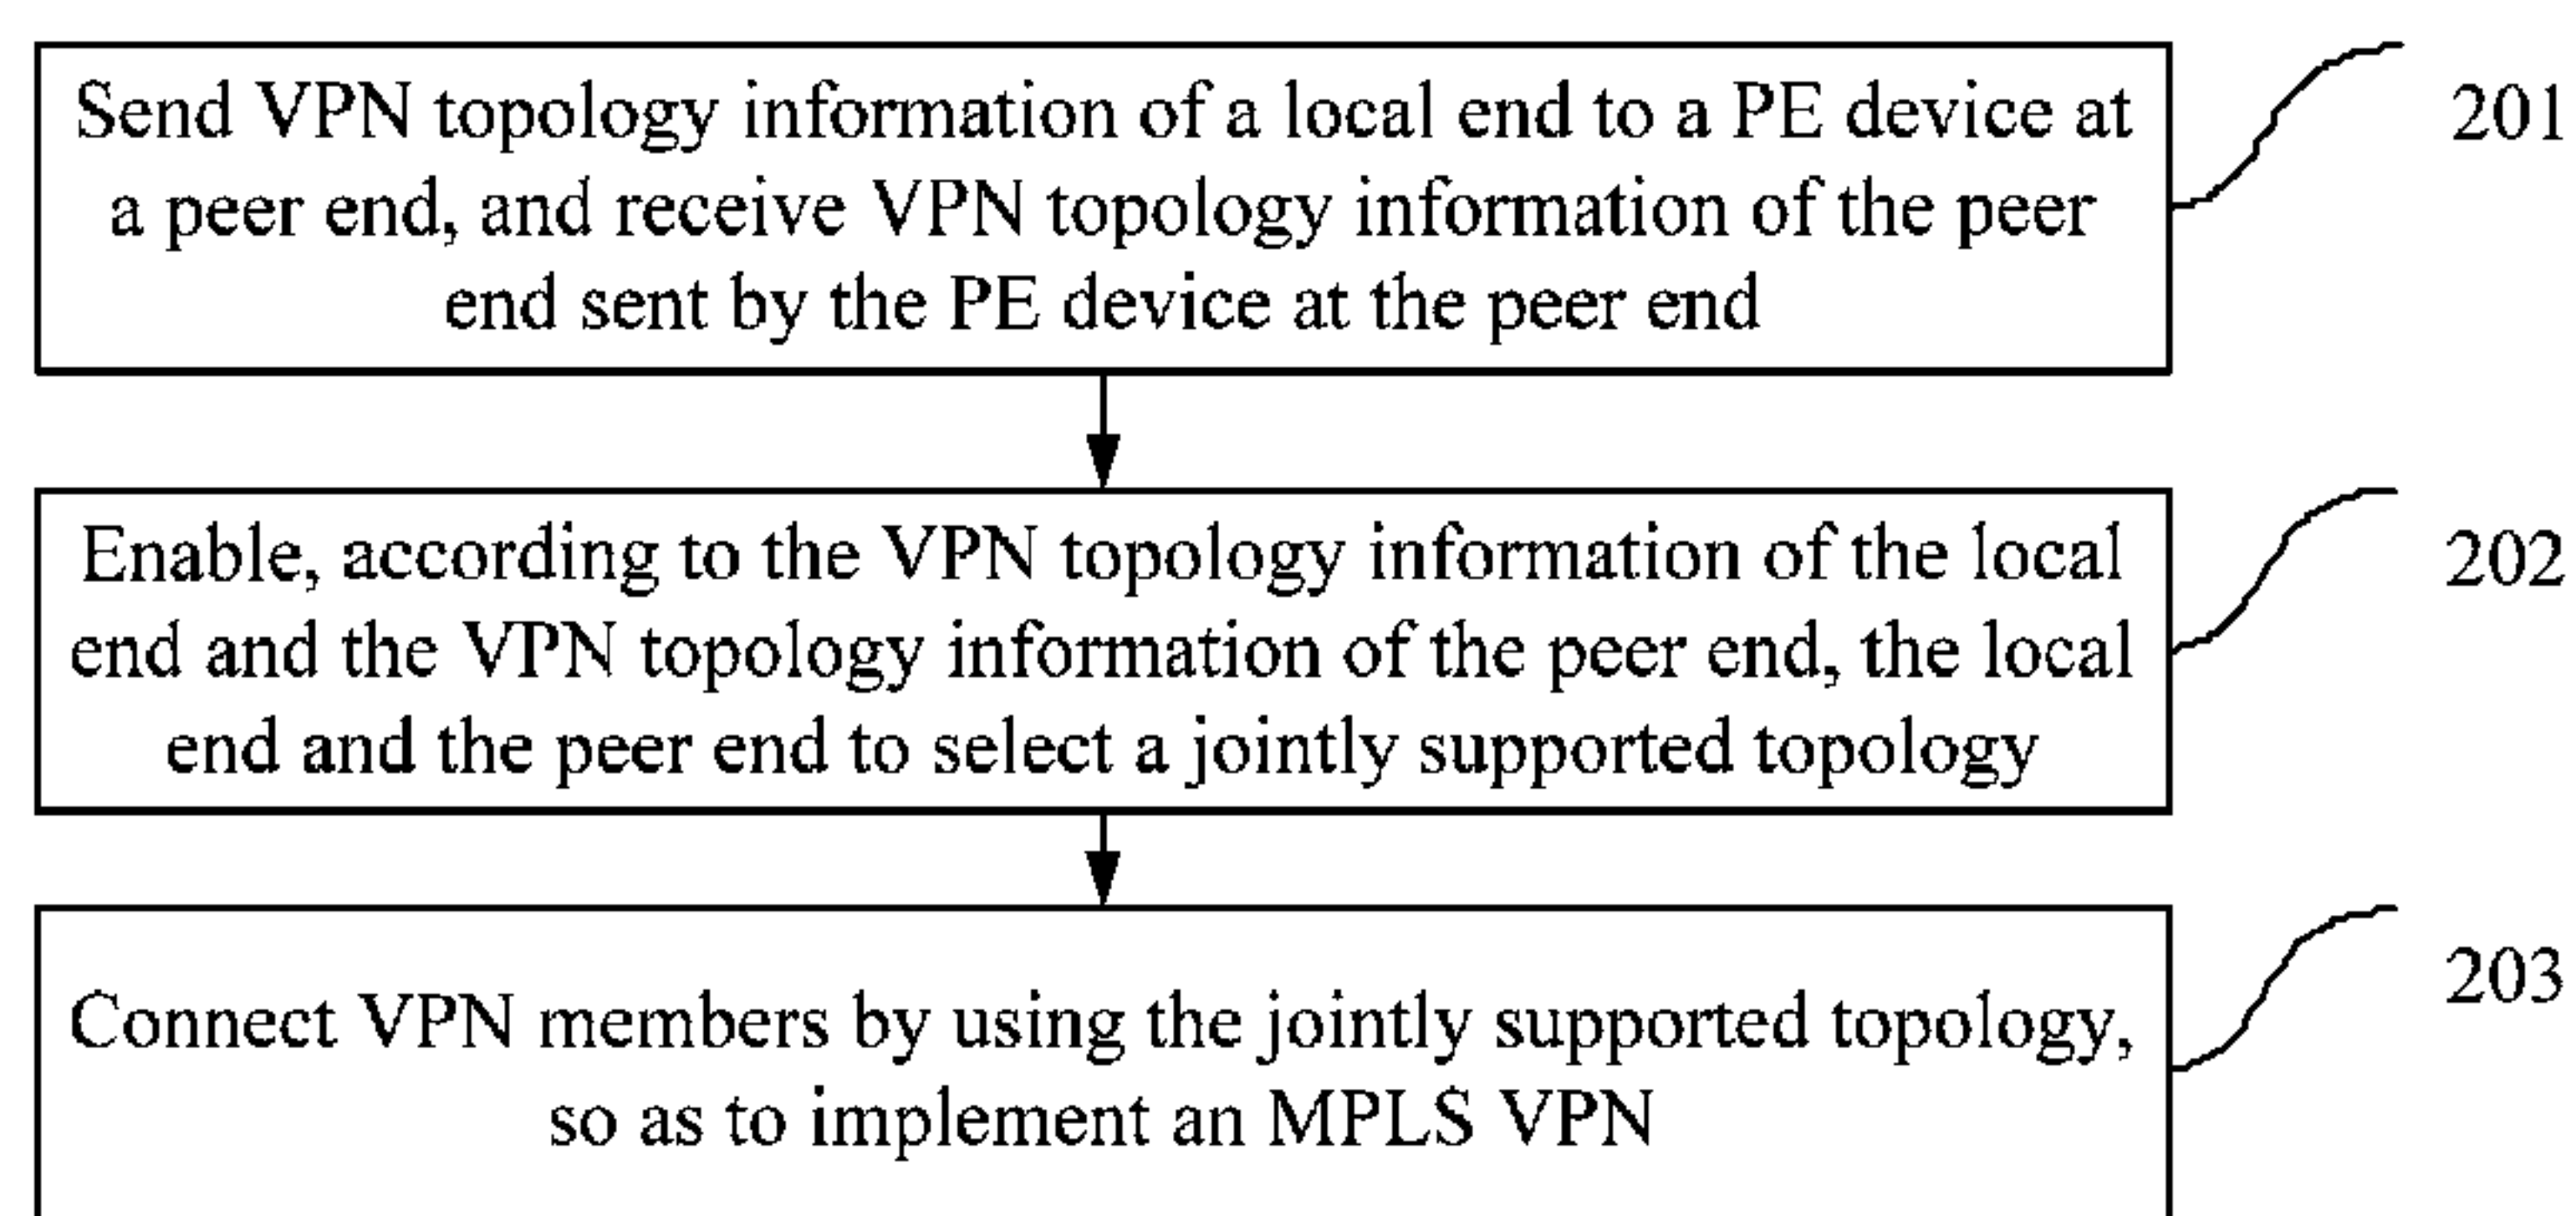 Send VPN topology information of a local end to a PE device at
a peer end, and receive VPN topology information of the peer
end sent by the PE device at the peer end
201
Enable, according to the VPN topology information of the local
end and the VPN topology information of the peer end, the local
end and the peer end to select a jointly supported topology
202
Connect VPN members by using the jointly supported topology,
so as to implement an MPLS VPN
203